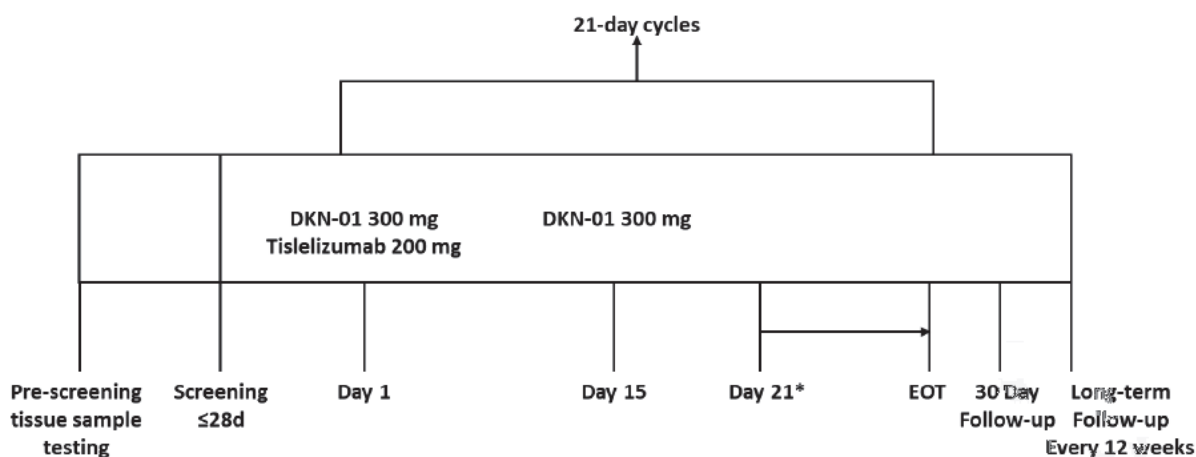 21-day cycles
DKN-01 300 mg
Tislelizumab 200 mg
DKN-01 300 mg
Pre-screening
tissue sample
testing
Screening
≤28d
Day 1
Day 15
Day 21*
EOT
30 Day
Follow-up
Long-term
Follow-up
Every 12 weeks